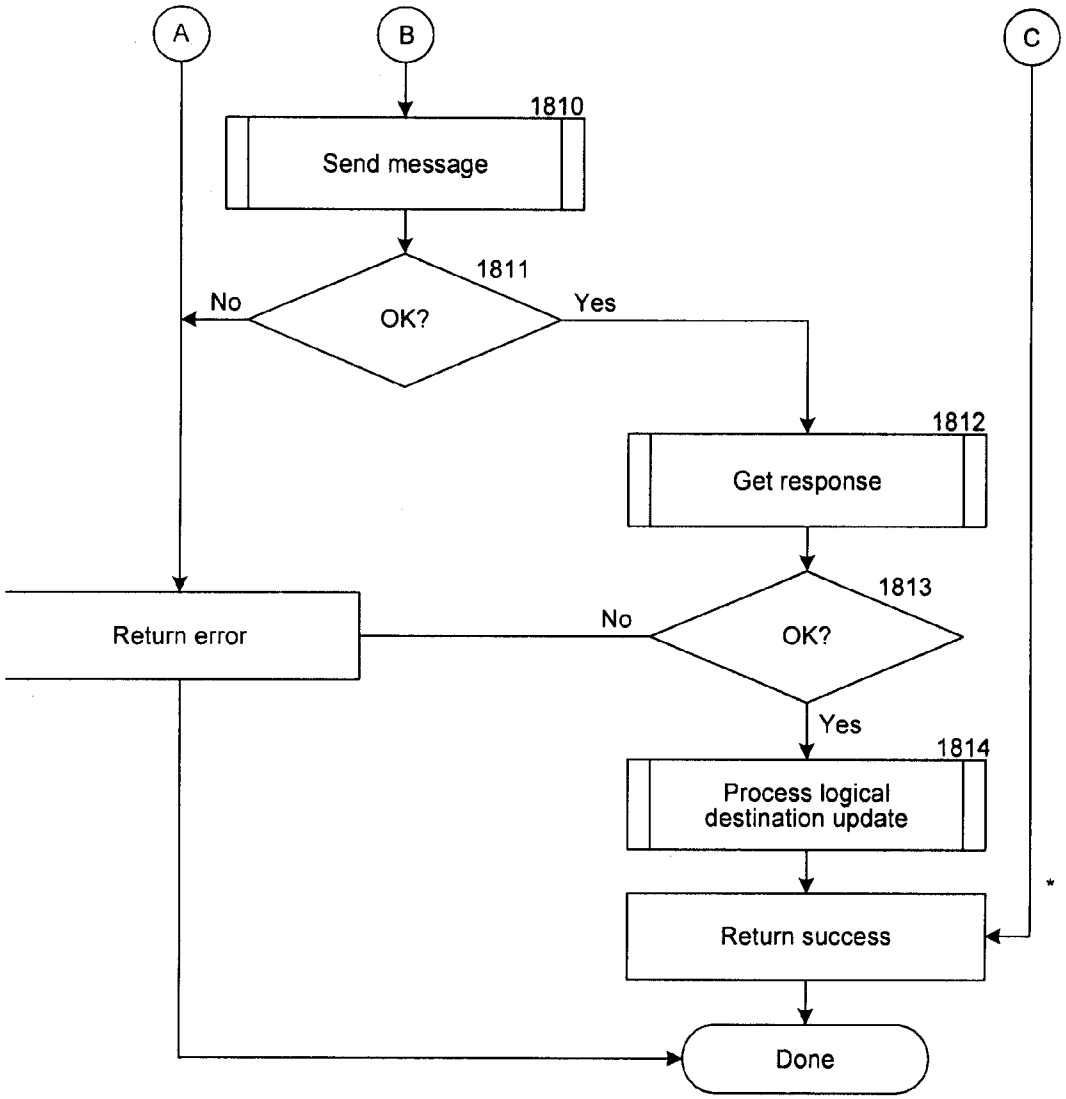 A
B
C
1810
Send message
1811
No
OK?
Yes
1812
Get response
1813
No
OK?
Return error
Yes
1814
Process logical
destination update
*
Return success
Done